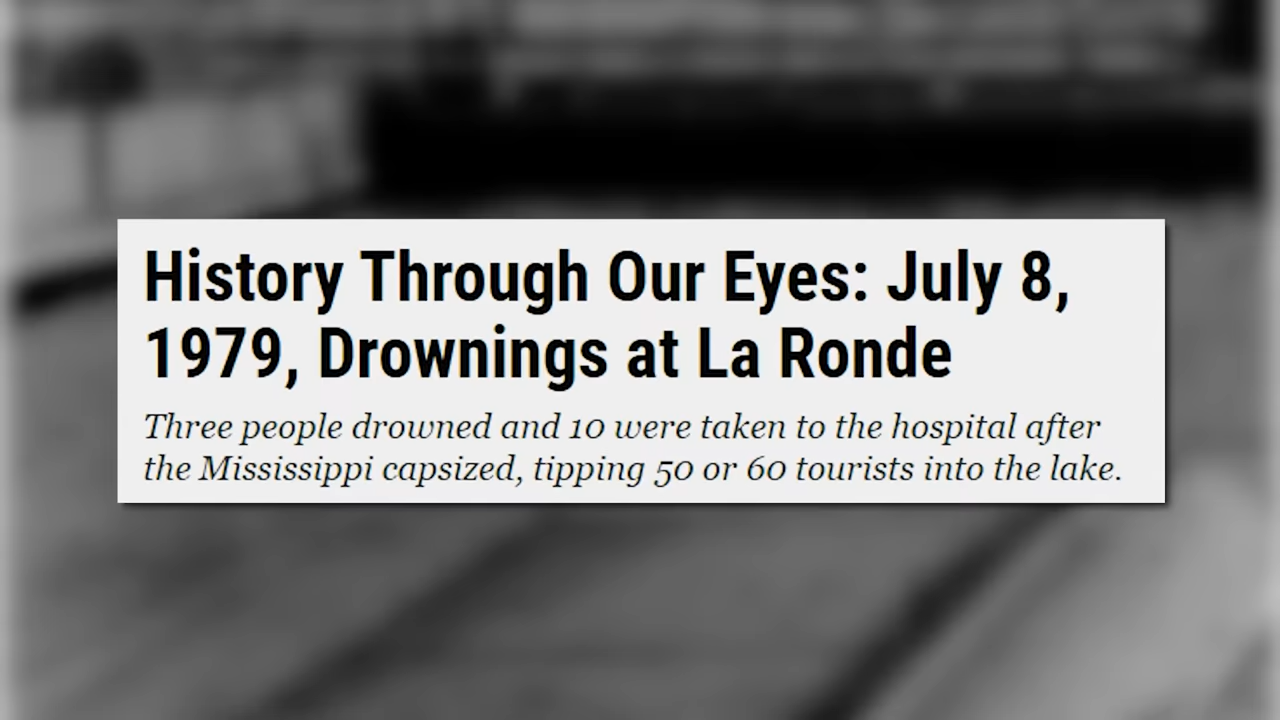 History Through Our Eyes: July 8,
1979, Drownings at La Ronde
Three people drowned and 10 were taken to the hospital after
the Mississippi capsized, tipping 50 or 60 tourists into the lake.